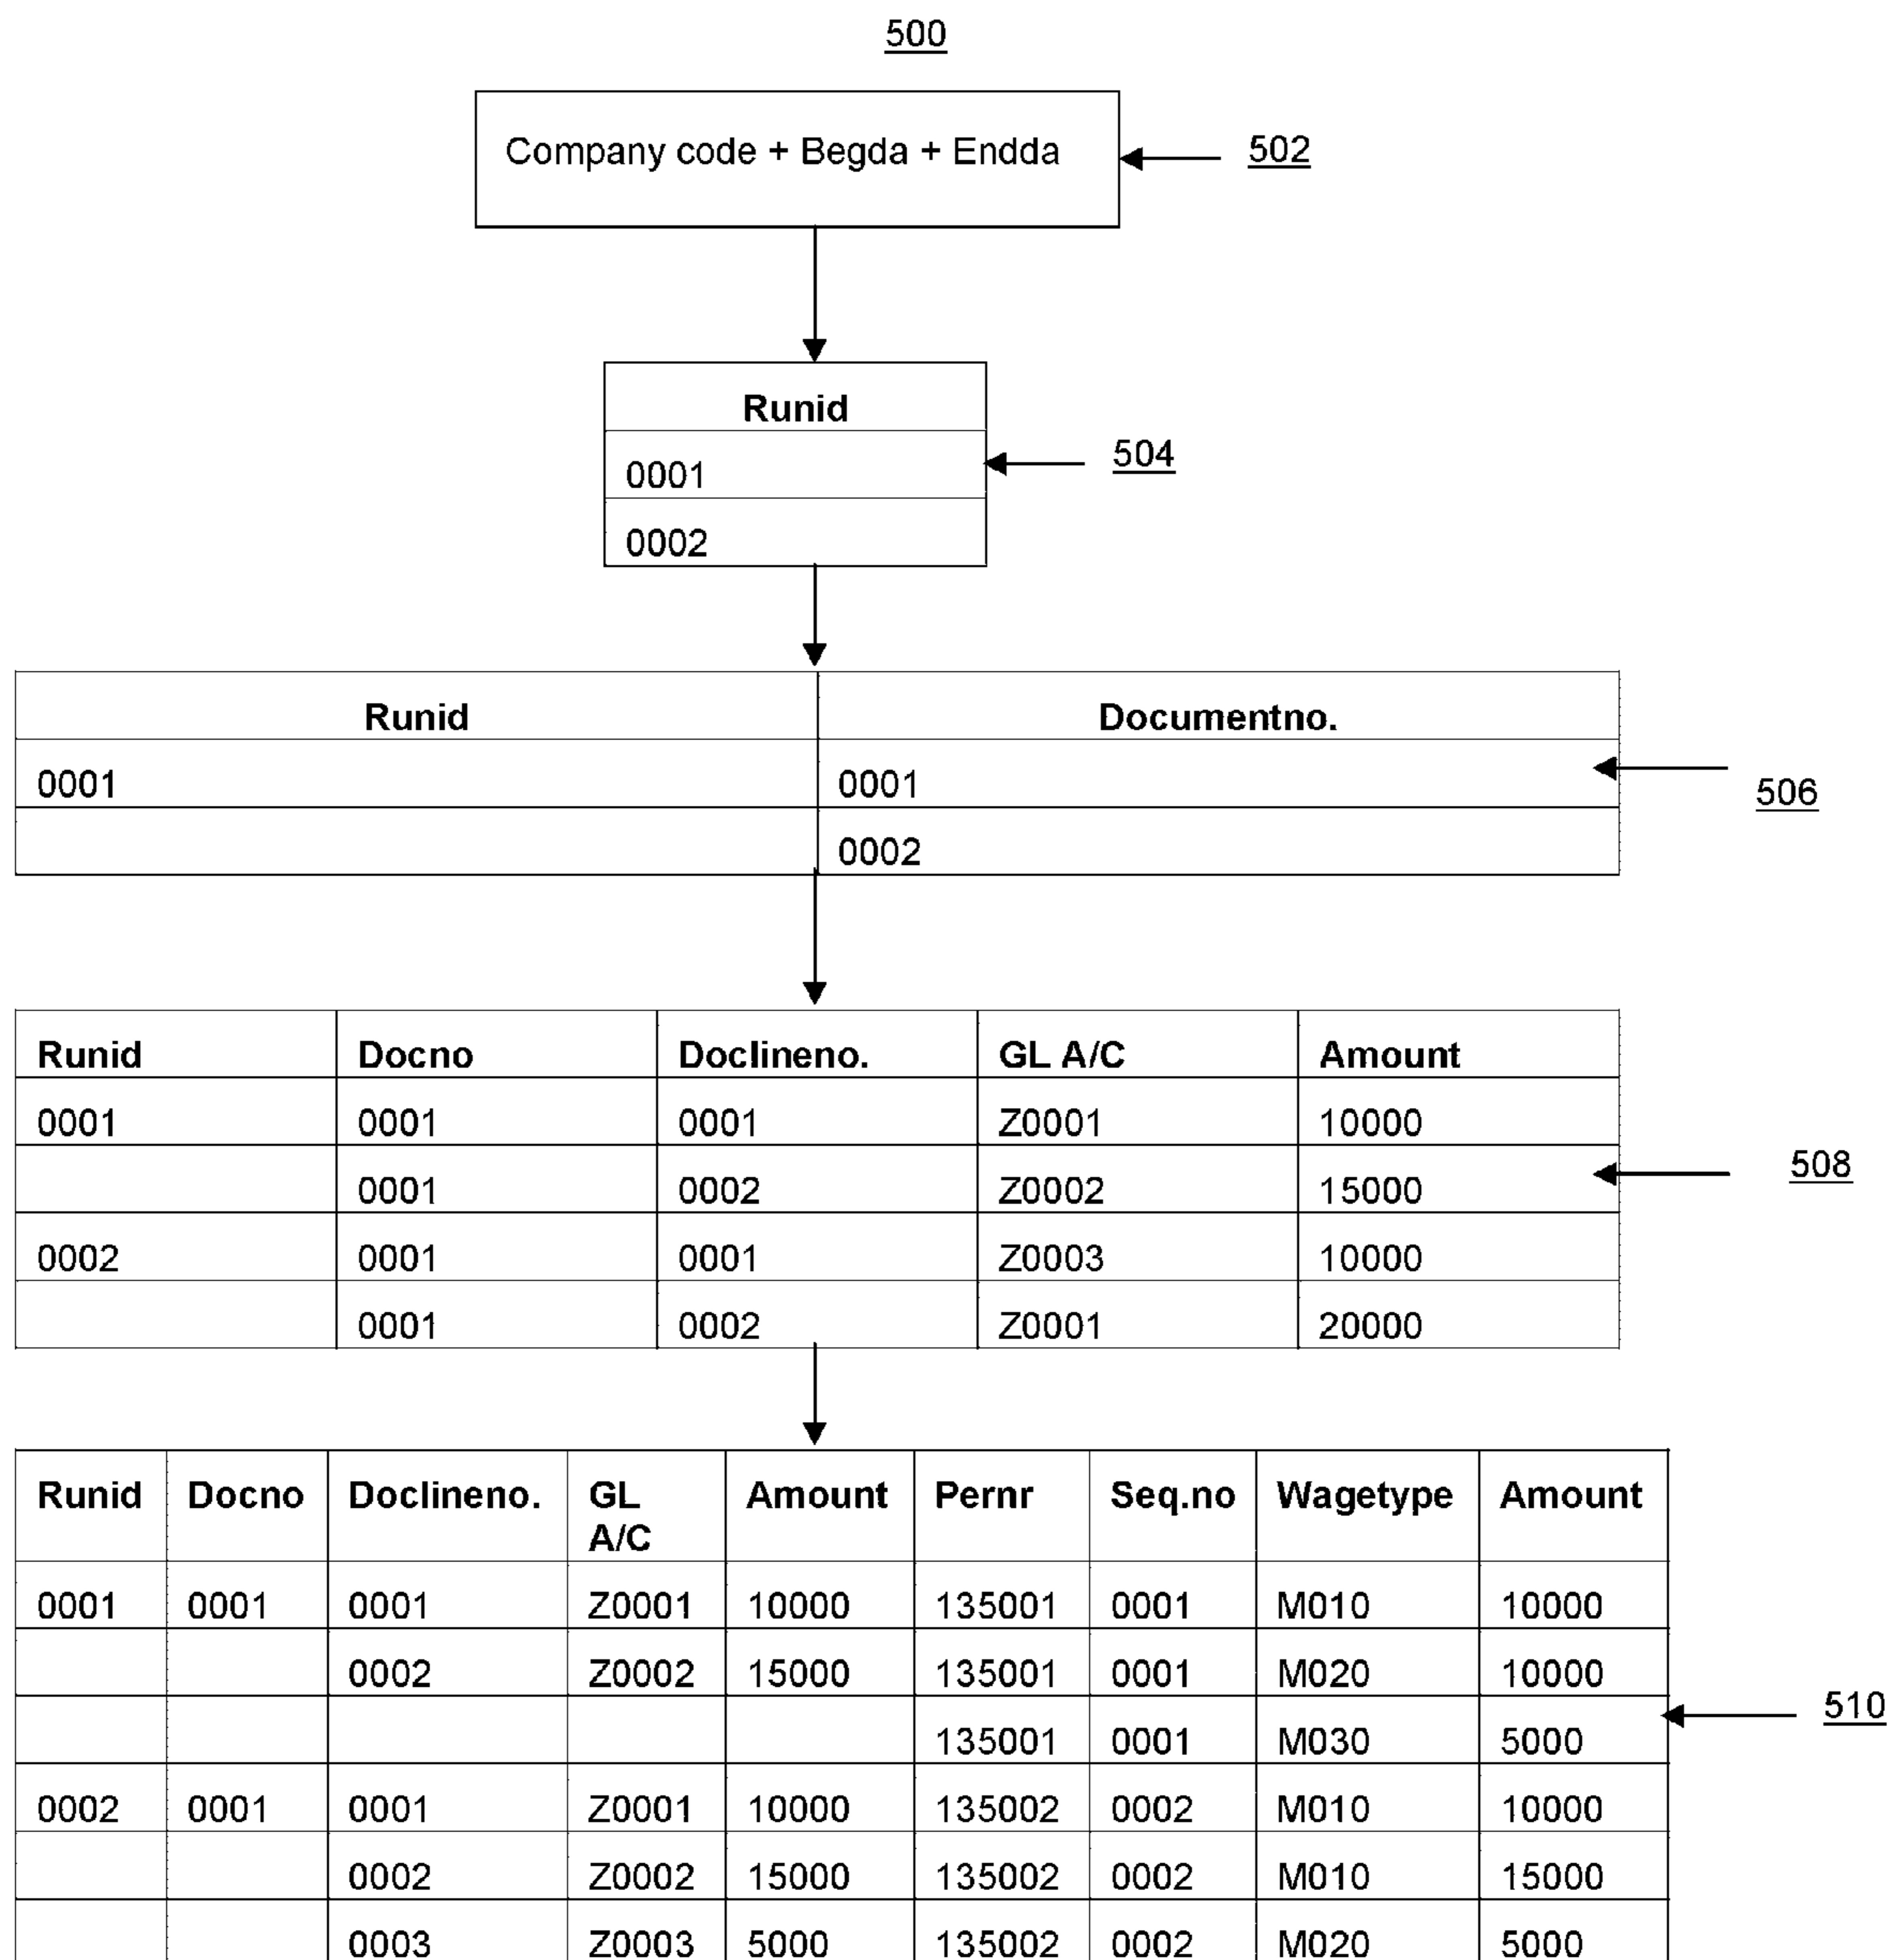 500
Company code + Begda + Endda
502
Runid
0001
504
0002
Runid Documentno.
0001 0001
506
0002
Runid Docno Doclineno. GL A/C Amount
0001 0001 0001 Z0001 10000
0001 0002 Z0002 15000
508
0002 0001 0001 Z0003 10000
0001 0002 Z0001 20000
Runid Docno Doclineno. GL A/C Amount Pernr Seq.no Wagetype Amount
0001 0001 0001 Z0001 10000 135001 0001 M010 10000
0002 Z0002 15000 135001 0001 M020 10000
135001 0001 M030 5000
510
0002 0001 0001 Z0001 10000 135002 0002 M010 10000
0002 Z0002 15000 135002 0002 M010 15000
0003 Z0003 5000 135002 0002 M020 5000